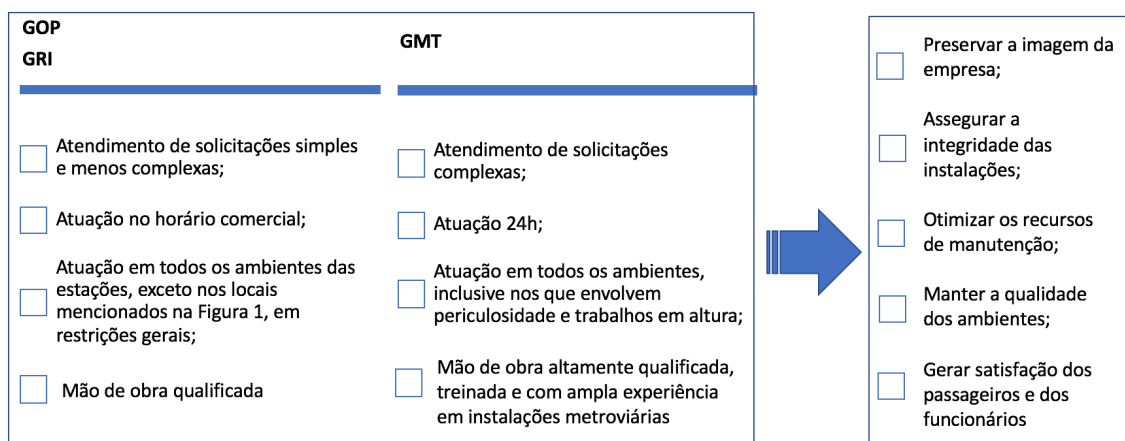 GOP
GRI
Atendimento de solicitações simples
e menos complexas;
Atuação no horário comercial;
Atuação em todos os ambientes das
estações, exceto nos locais
mencionados na Figura 1, em
restrições gerais;
Mão de obra qualificada
GMT
Atendimento de solicitações
complexas;
Atuação 24h;
Atuação em todos os ambientes,
inclusive nos que envolvem
periculosidade e trabalhos em altura;
Mão de obra altamente qualificada,
treinada e com ampla experiência
em instalações metroviárias
Preservar a imagem da
empresa;
Assegurar a
integridade das
instalações;
Otimizar os recursos
de manutenção;
Manter a qualidade
dos ambientes;
Gerar satisfação dos
passageiros e dos
funcionários